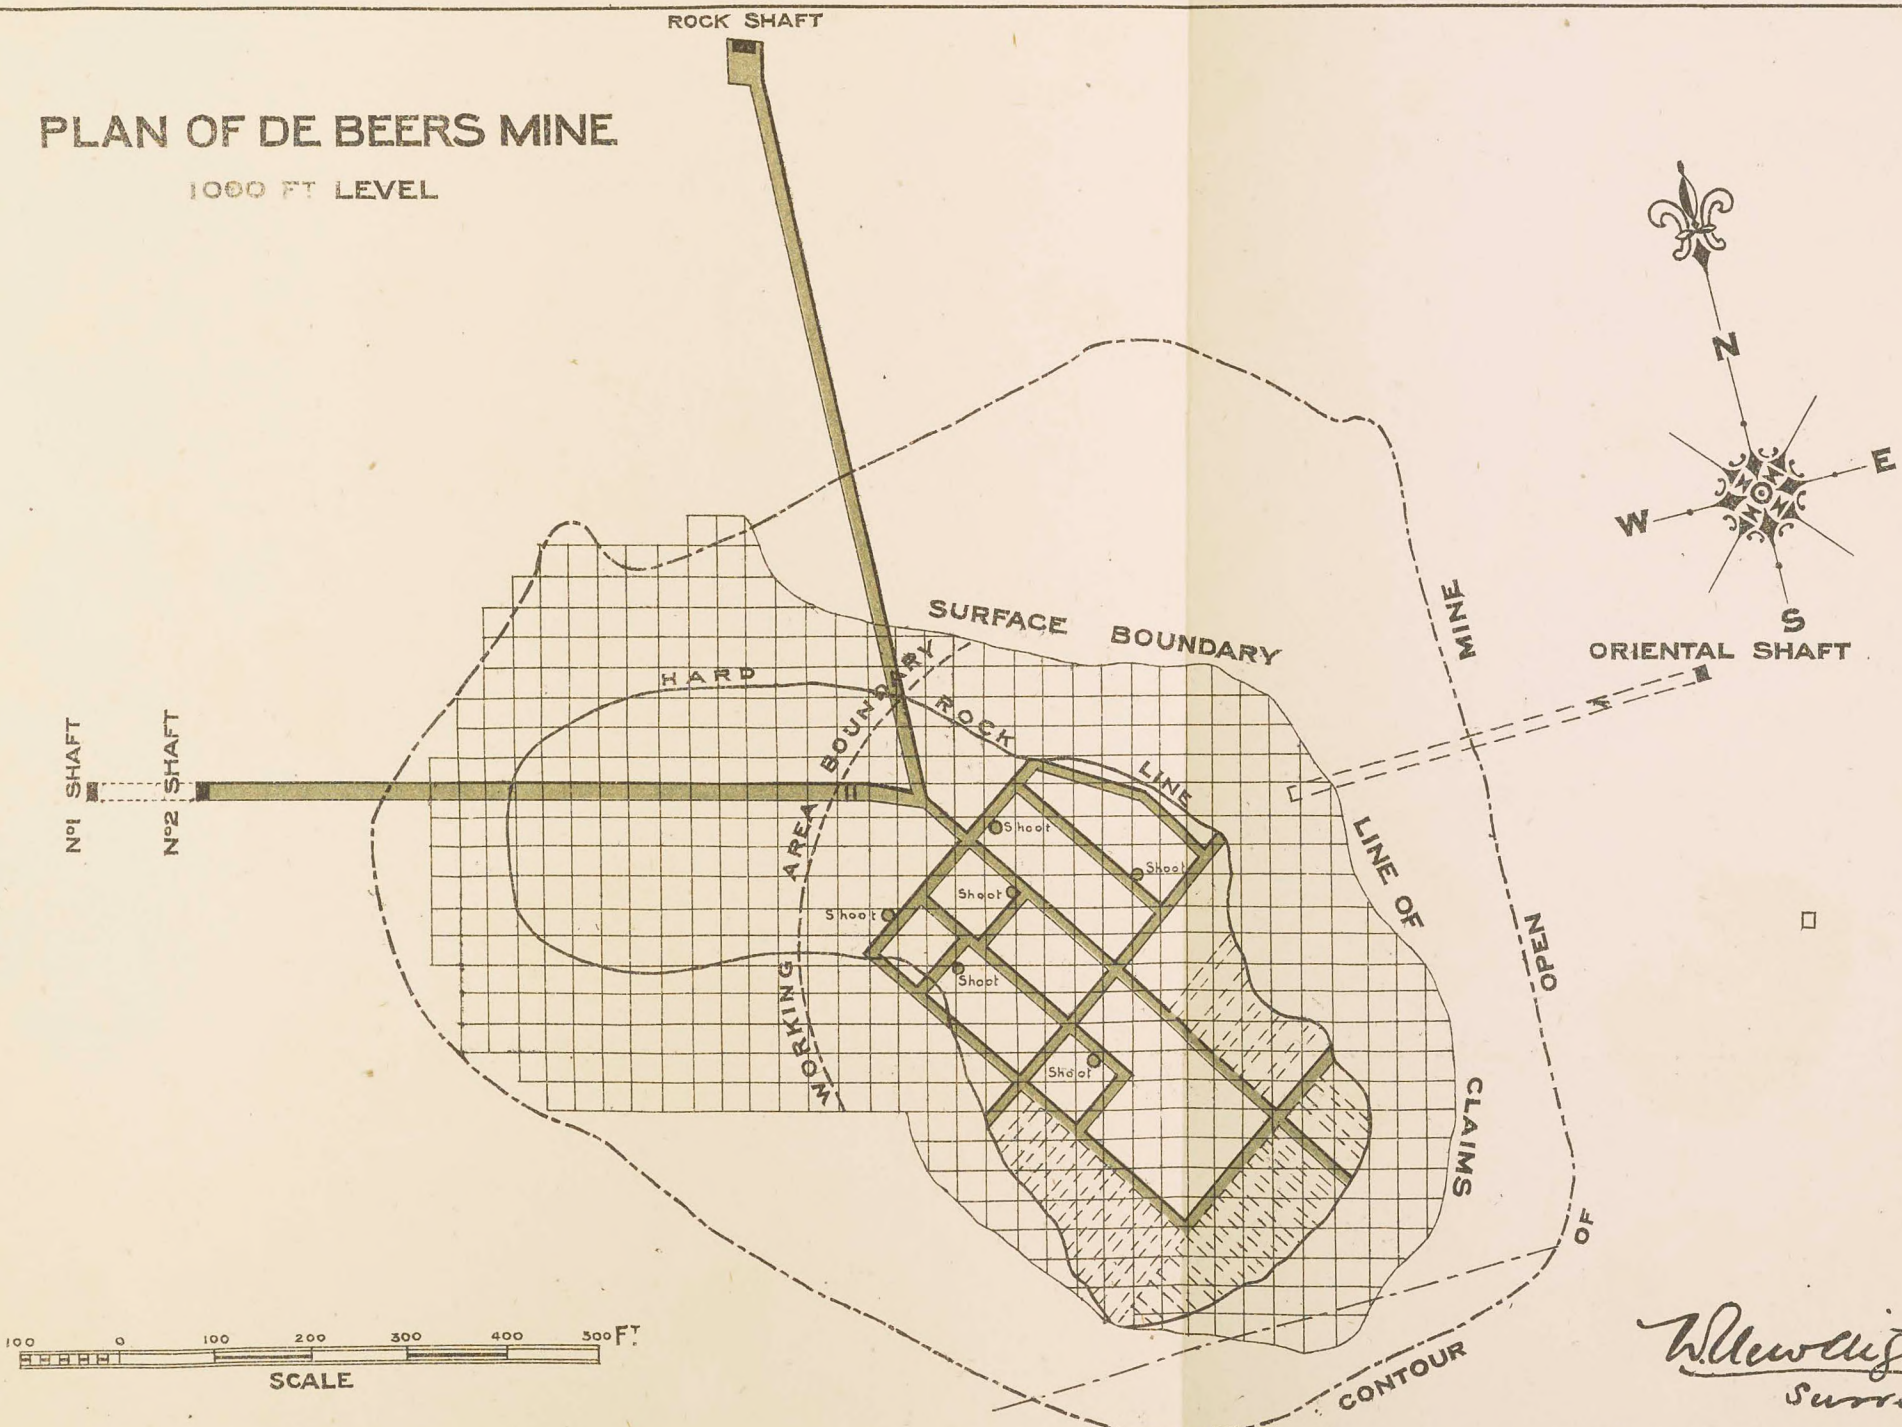 ROCK SHAFT
PLAN OF DE BEERS MINE
1000 FT LEVEL
N
E
W
S
ORIENTAL SHAFT
SURFACE BOUNDARY LINE OF CLAIMS
HARD ROCK LINE
WORKING AREA BOUNDARY
Nº1 SHAFT
Nº2 SHAFT
Shoot
Shoot
Shoot
Shoot
Shoot
Shoot
CONTOUR OF OPEN MINE
100 0 100 200 300 400 500 FT
SCALE